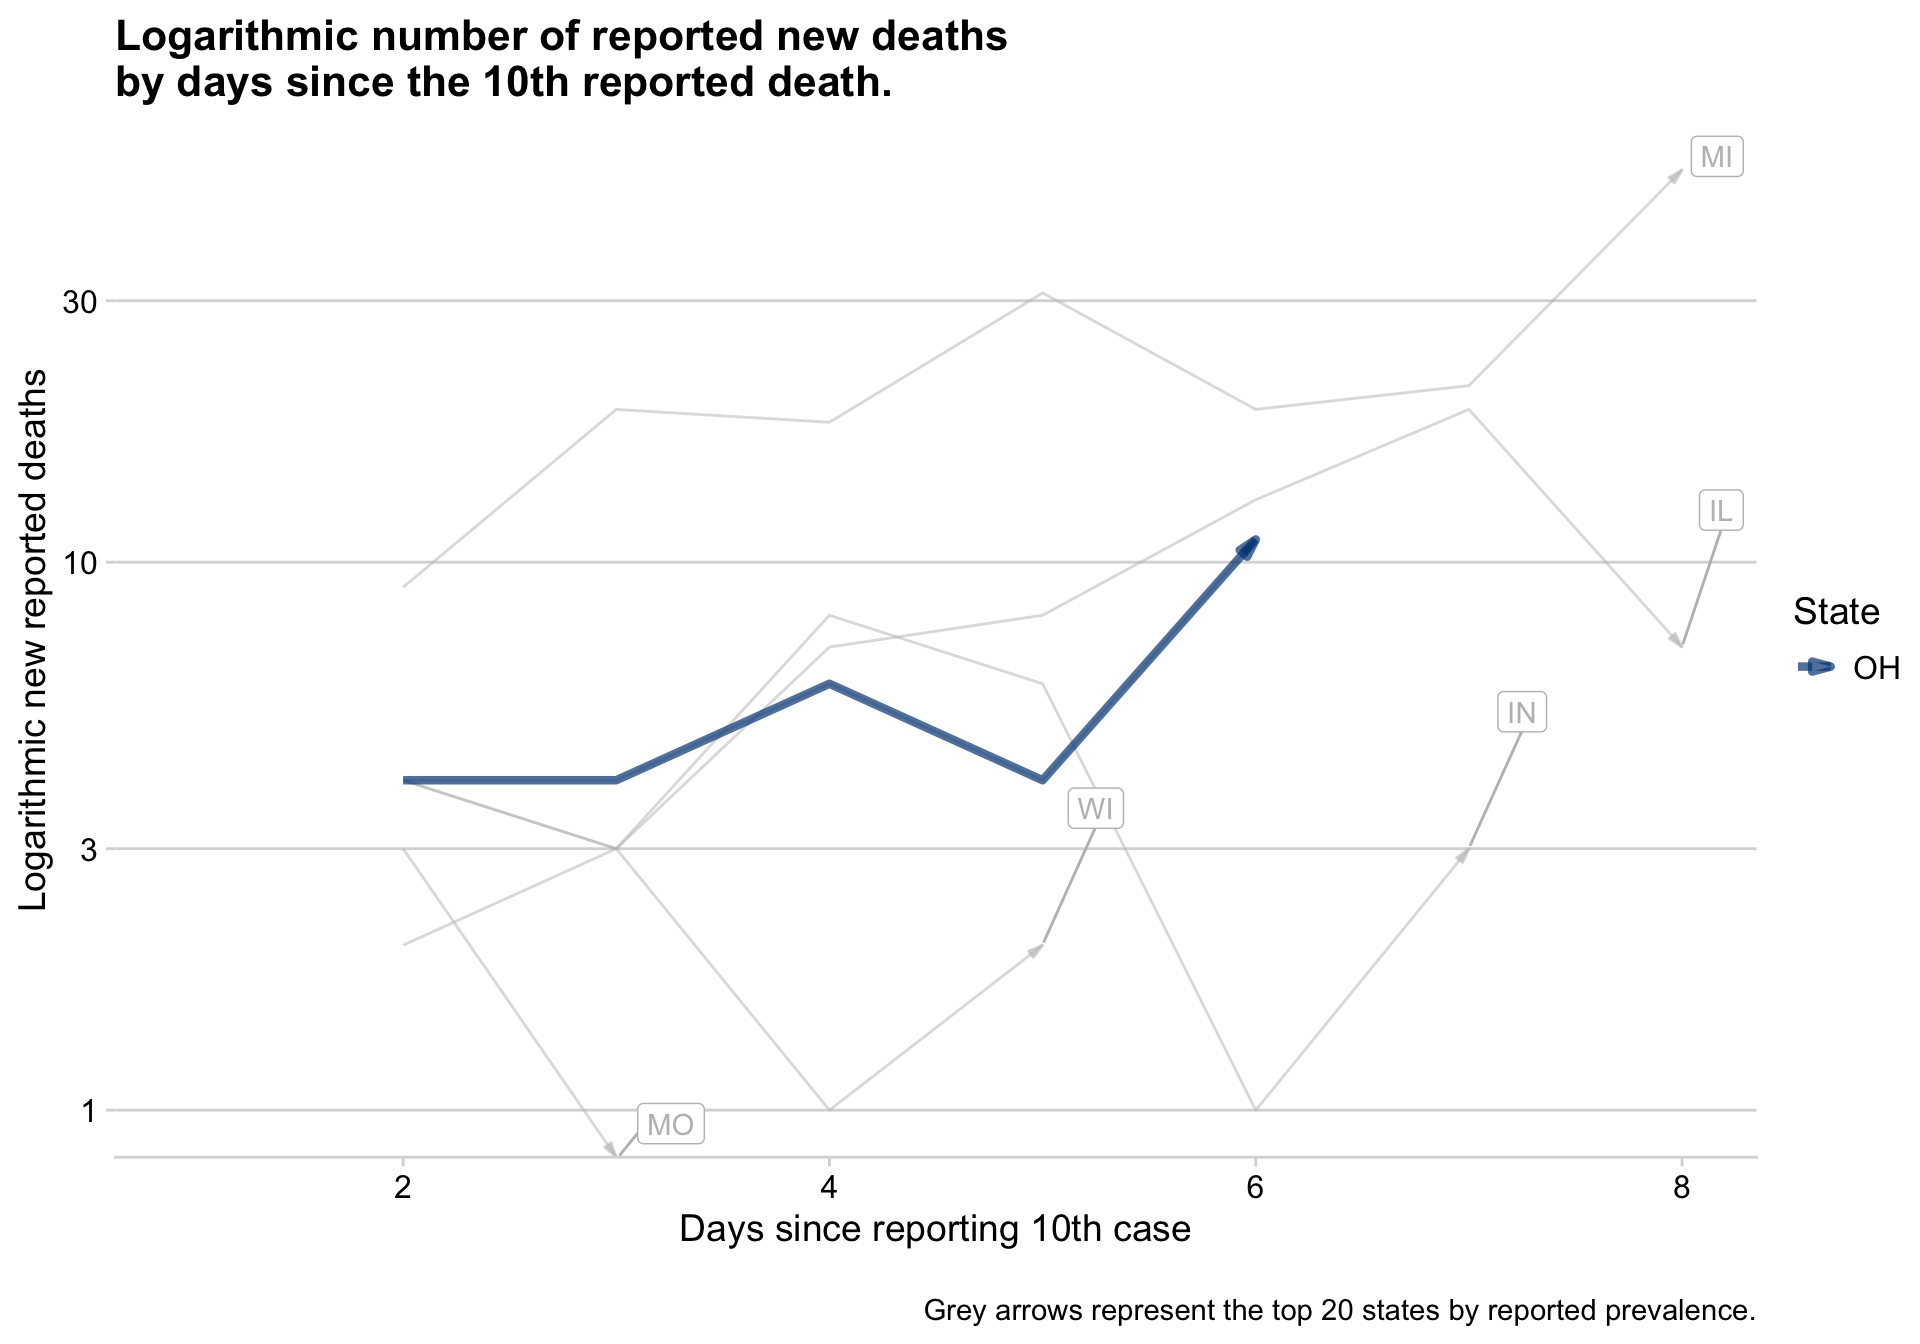 Logarithmic number of reported new deaths
by days since the 10th reported death.
MI
30
IL
10
State
OH
IN
WI
3
MO
1
Logarithmic new reported deaths
2 4 6 8
Days since reporting 10th case
Grey arrows represent the top 20 states by reported prevalence.